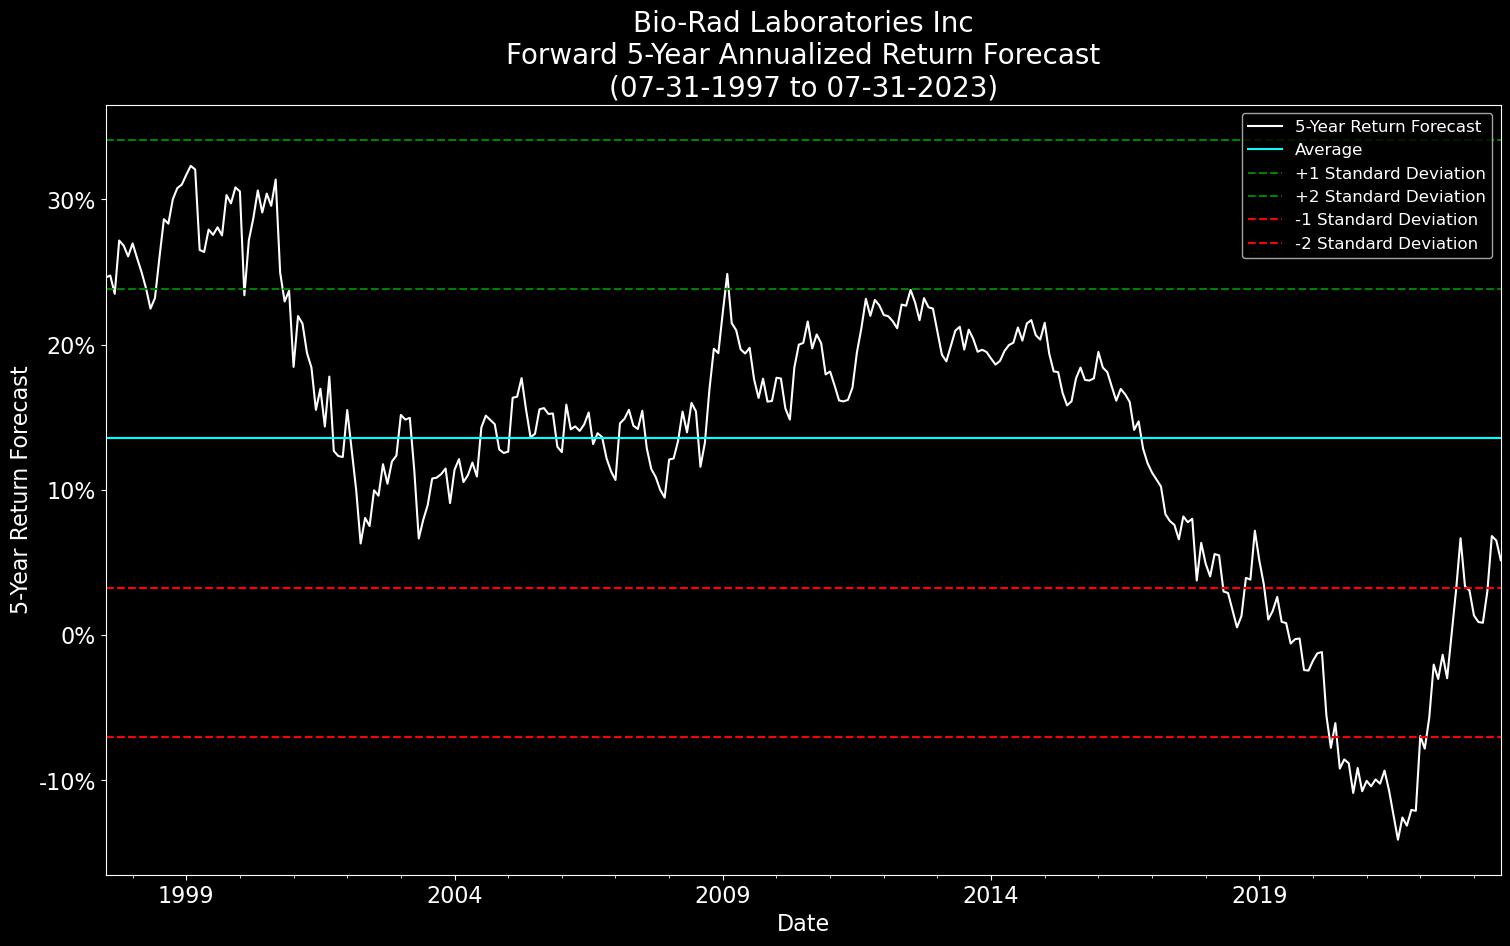 Bio-Rad Laboratories Inc
Forward 5-Year Annualized Return Forecast
(07-31-1997 to 07-31-2023)
5-Year Return Forecast
Average
+1 Standard Deviation
+2 Standard Deviation
-1 Standard Deviation
-2 Standard Deviation
5-Year Return Forecast
30%
20%
10%
0%
-10%
1999 2004 2009 2014 2019
Date